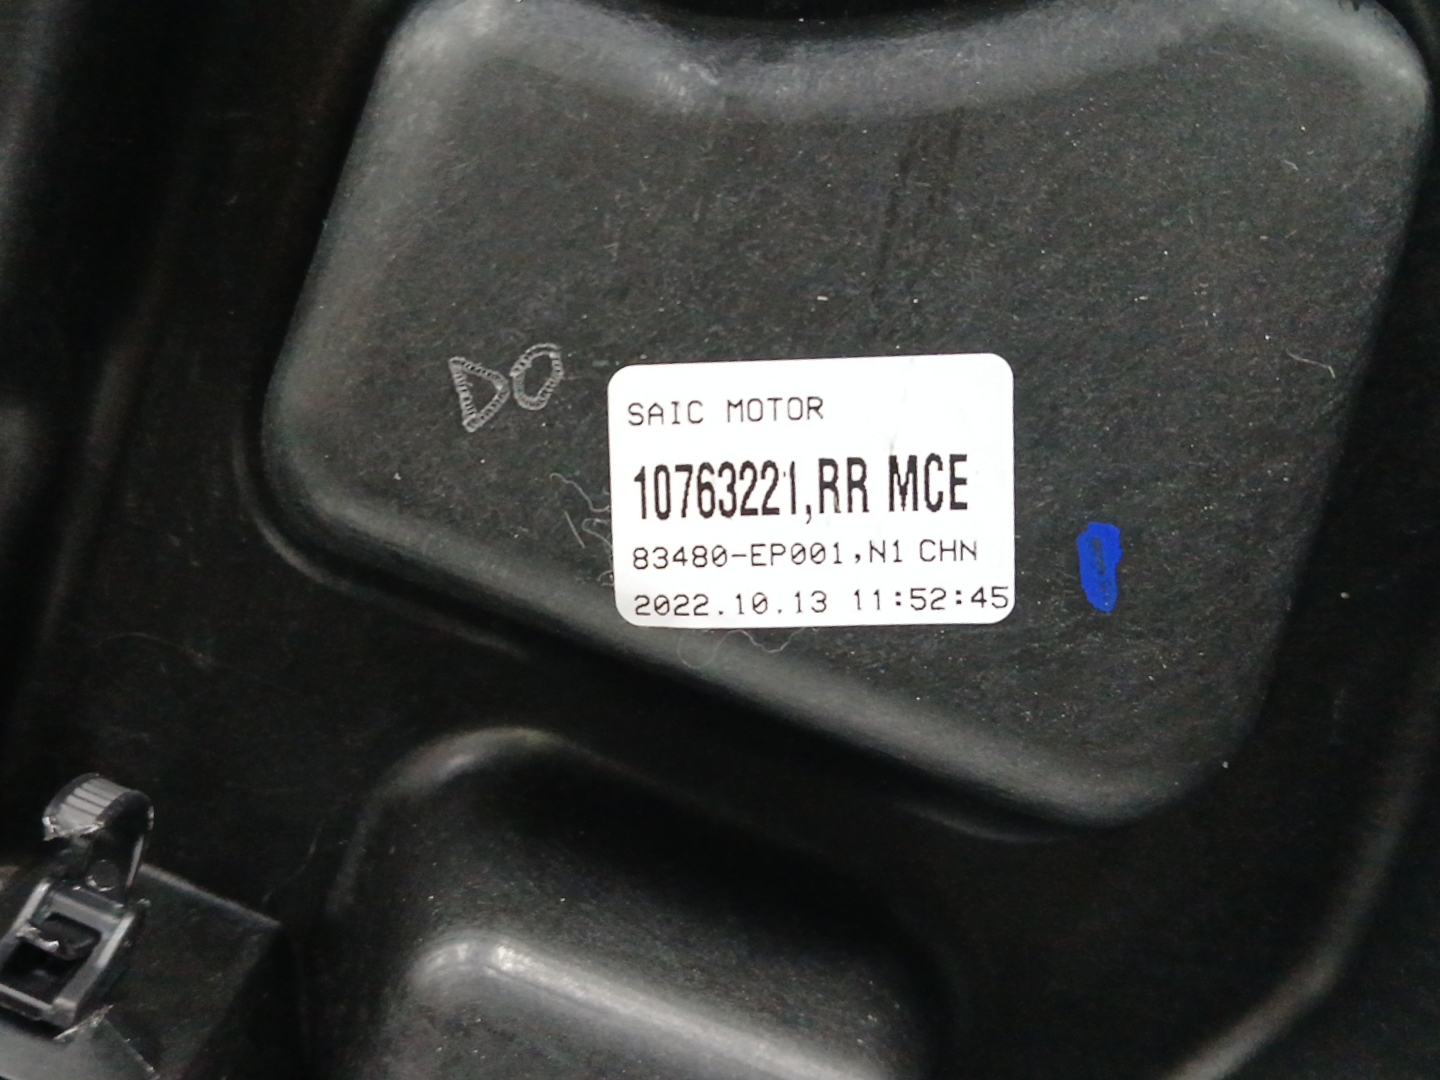 DO
SAIC MOTOR
10763221,RR MCE
83480-EP001,N1 CHN
2022.10.13 11:52:45